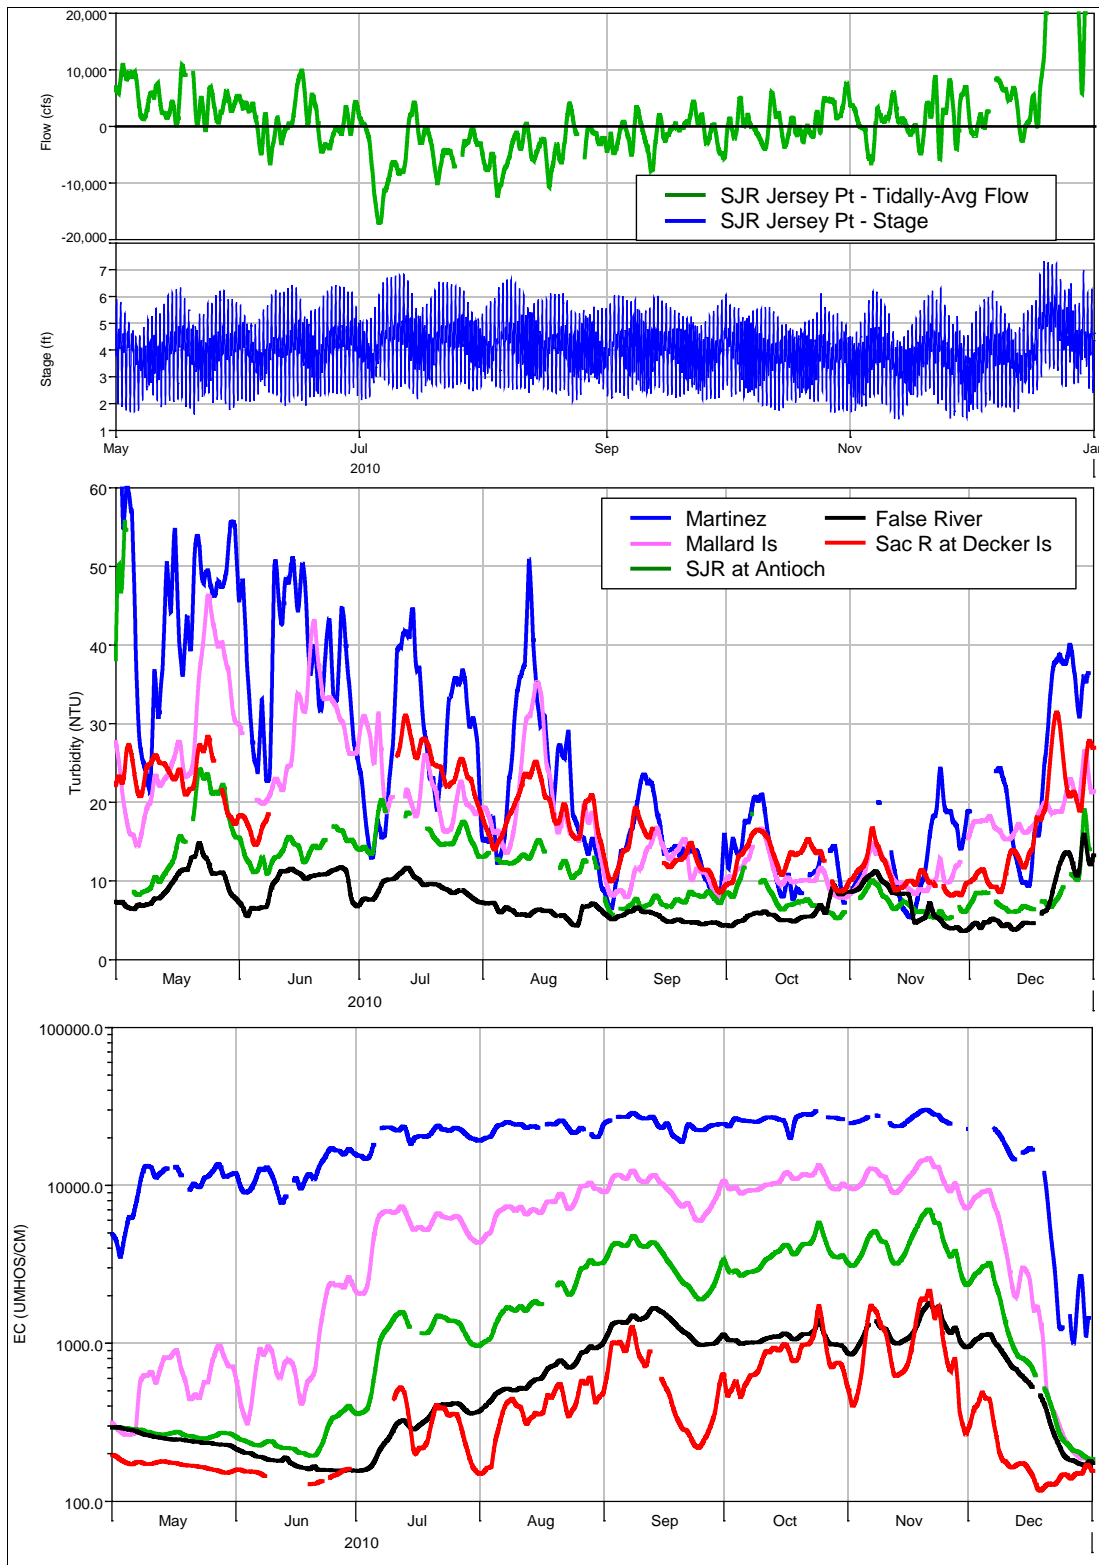 20,000
10,000
0
-10,000
-20,000
Flow (cfs)
SJR Jersey Pt - Tidally-Avg Flow
SJR Jersey Pt - Stage
7
6
5
4
3
2
1
Stage (ft)
May Jul Sep Nov Jan
2010
60
50
40
30
20
10
0
Turbidity (NTU)
Martinez
Mallard Is
SJR at Antioch
False River
Sac R at Decker Is
May Jun Jul Aug Sep Oct Nov Dec
2010
100000.0
10000.0
1000.0
100.0
EC (UMHOS/CM)
May Jun Jul Aug Sep Oct Nov Dec
2010